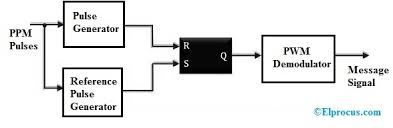 PPM
Pulses
Pulse
Generator
Reference
Pulse
Generator
R
S
Q
PWM
Demodulator
Message
Signal
©Elprocus.com